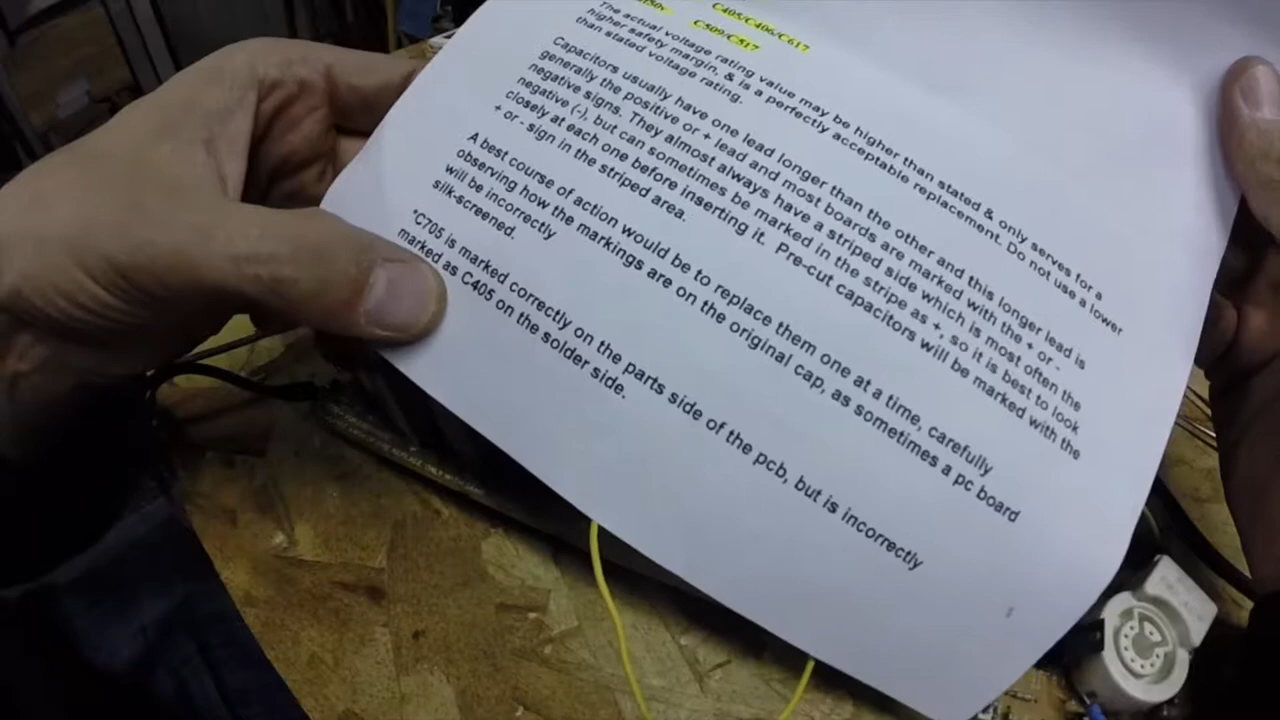 C405/C406/C617
C509/C517
The actual voltage rating value may be higher than stated & only serves for a
higher safety margin, & is a perfectly acceptable replacement. Do not use a lower
than stated voltage rating.
Capacitors usually have one lead longer than the other and this longer lead is
generally the positive or + lead and most boards are marked with the + or -
negative signs. They almost always have a striped side which is most often the
negative (-), but can sometimes be marked in the stripe as +, so it is best to look
closely at each one before inserting it. Pre-cut capacitors will be marked with the
+ or - sign in the striped area.
A best course of action would be to replace them one at a time, carefully
observing how the markings are on the original cap, as sometimes a pc board
will be incorrectly
silk-screened.
*C705 is marked correctly on the parts side of the pcb, but is incorrectly
marked as C405 on the solder side.